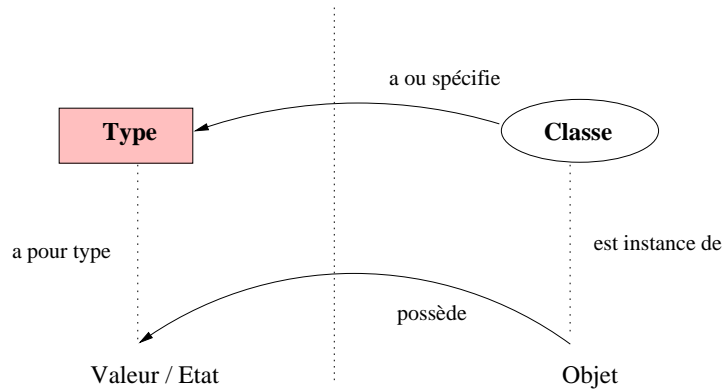 a ou spécifie
Type
Classe
a pour type
est instance de
possède
Valeur / Etat
Objet